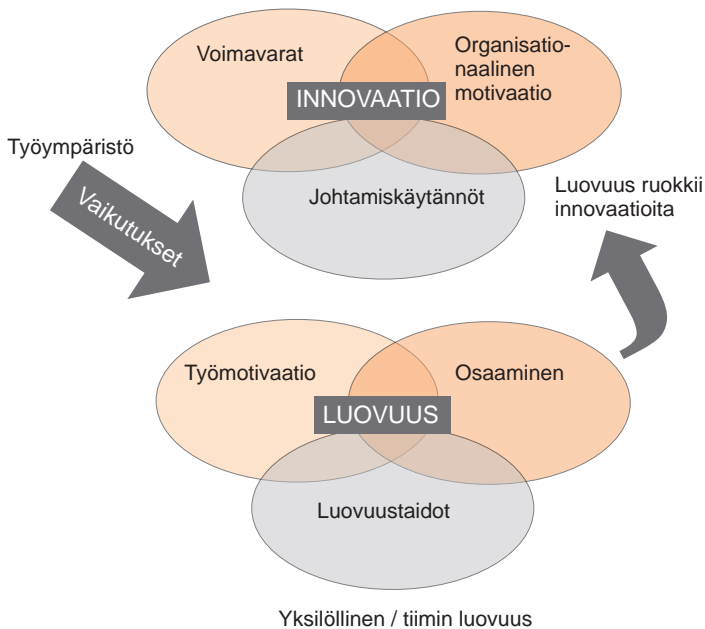 Voimavarat
Organisatio-
naalinen
motivaatio
INNOVAATIO
Työympäristö
Vaikutukset
Johtamiskäytännöt
Luovuus ruokkii
innovaatioita
Työmotivaatio
Osaaminen
LUOVUUS
Luovuustaidot
Yksilöllinen / tiimin luovuus